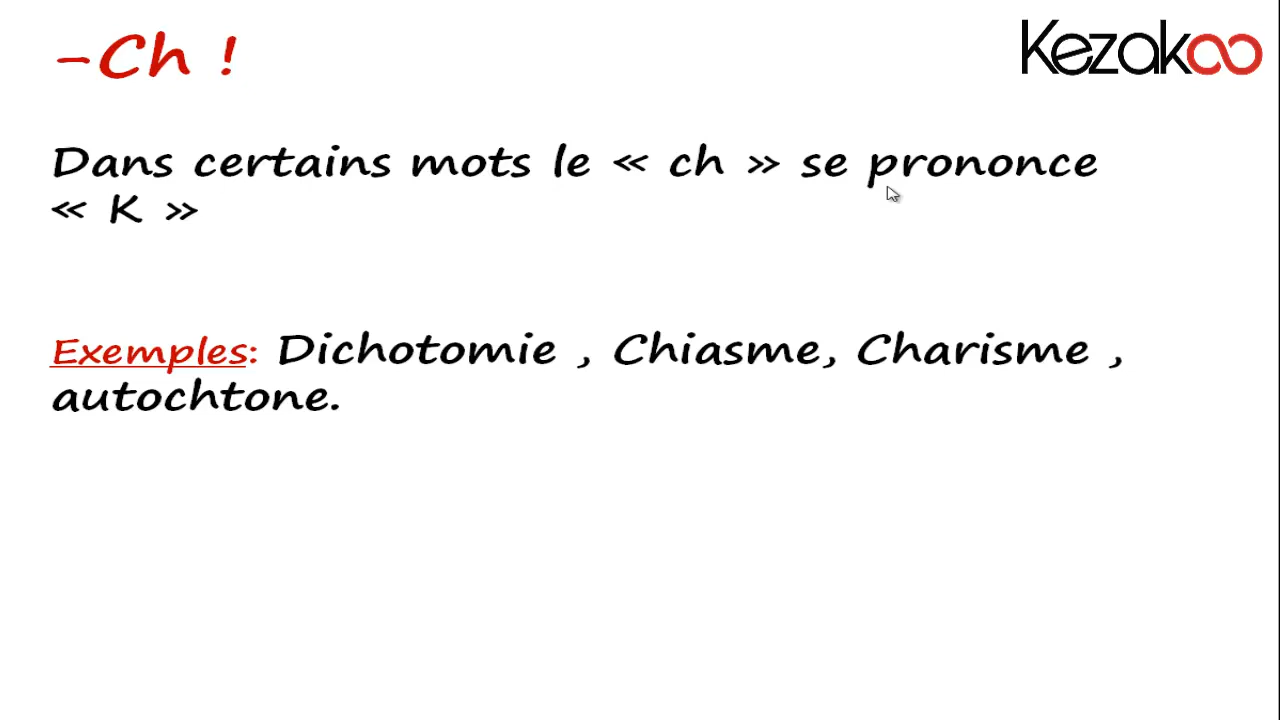 -Ch !
Kezakoo
Dans certains mots le « ch » se prononce
« K »
Exemples: Dichotomie , Chiasme, Charisme ,
autochtone.